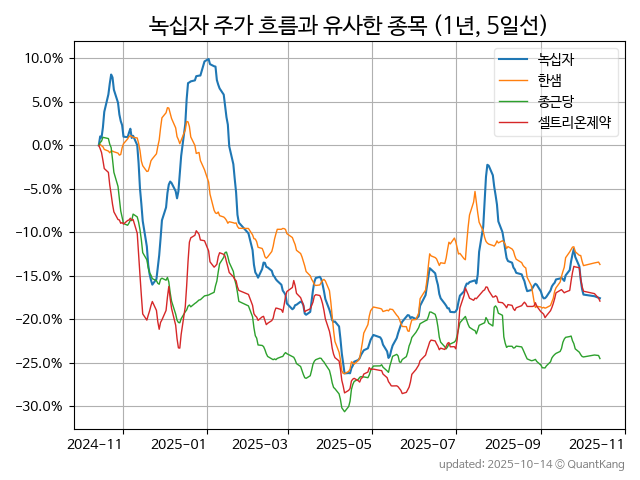 녹십자 주가 흐름과 유사한 종목 (1년, 5일선)
10.0%
5.0%
0.0%
−5.0%
−10.0%
−15.0%
−20.0%
−25.0%
−30.0%
녹십자
한샘
종근당
셀트리온제약
2024-11 2025-01 2025-03 2025-05 2025-07 2025-09 2025-11
updated: 2025-10-14 © QuantKang